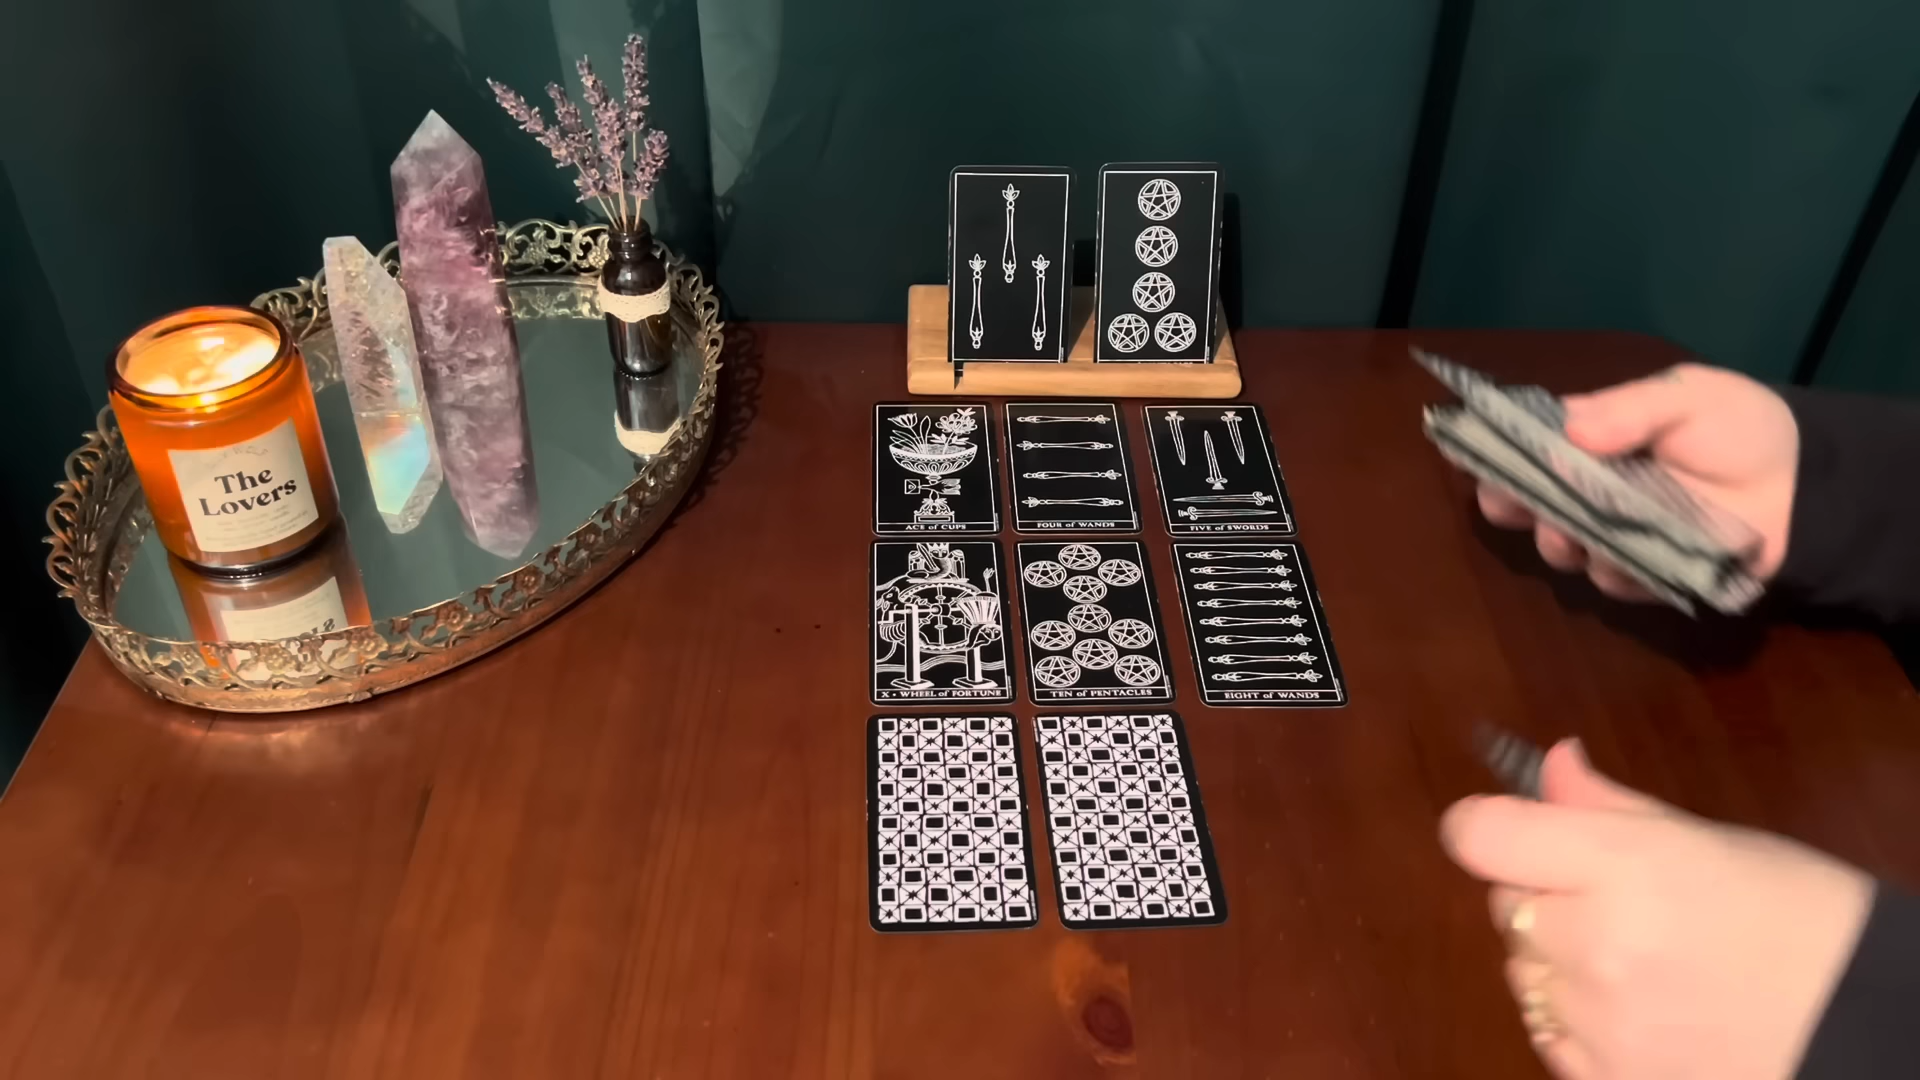 The
Lovers
ACE of CUPS
FOUR of WANDS
FIVE of SWORDS
X • WHEEL of FORTUNE
TEN of PENTACLES
EIGHT of WANDS